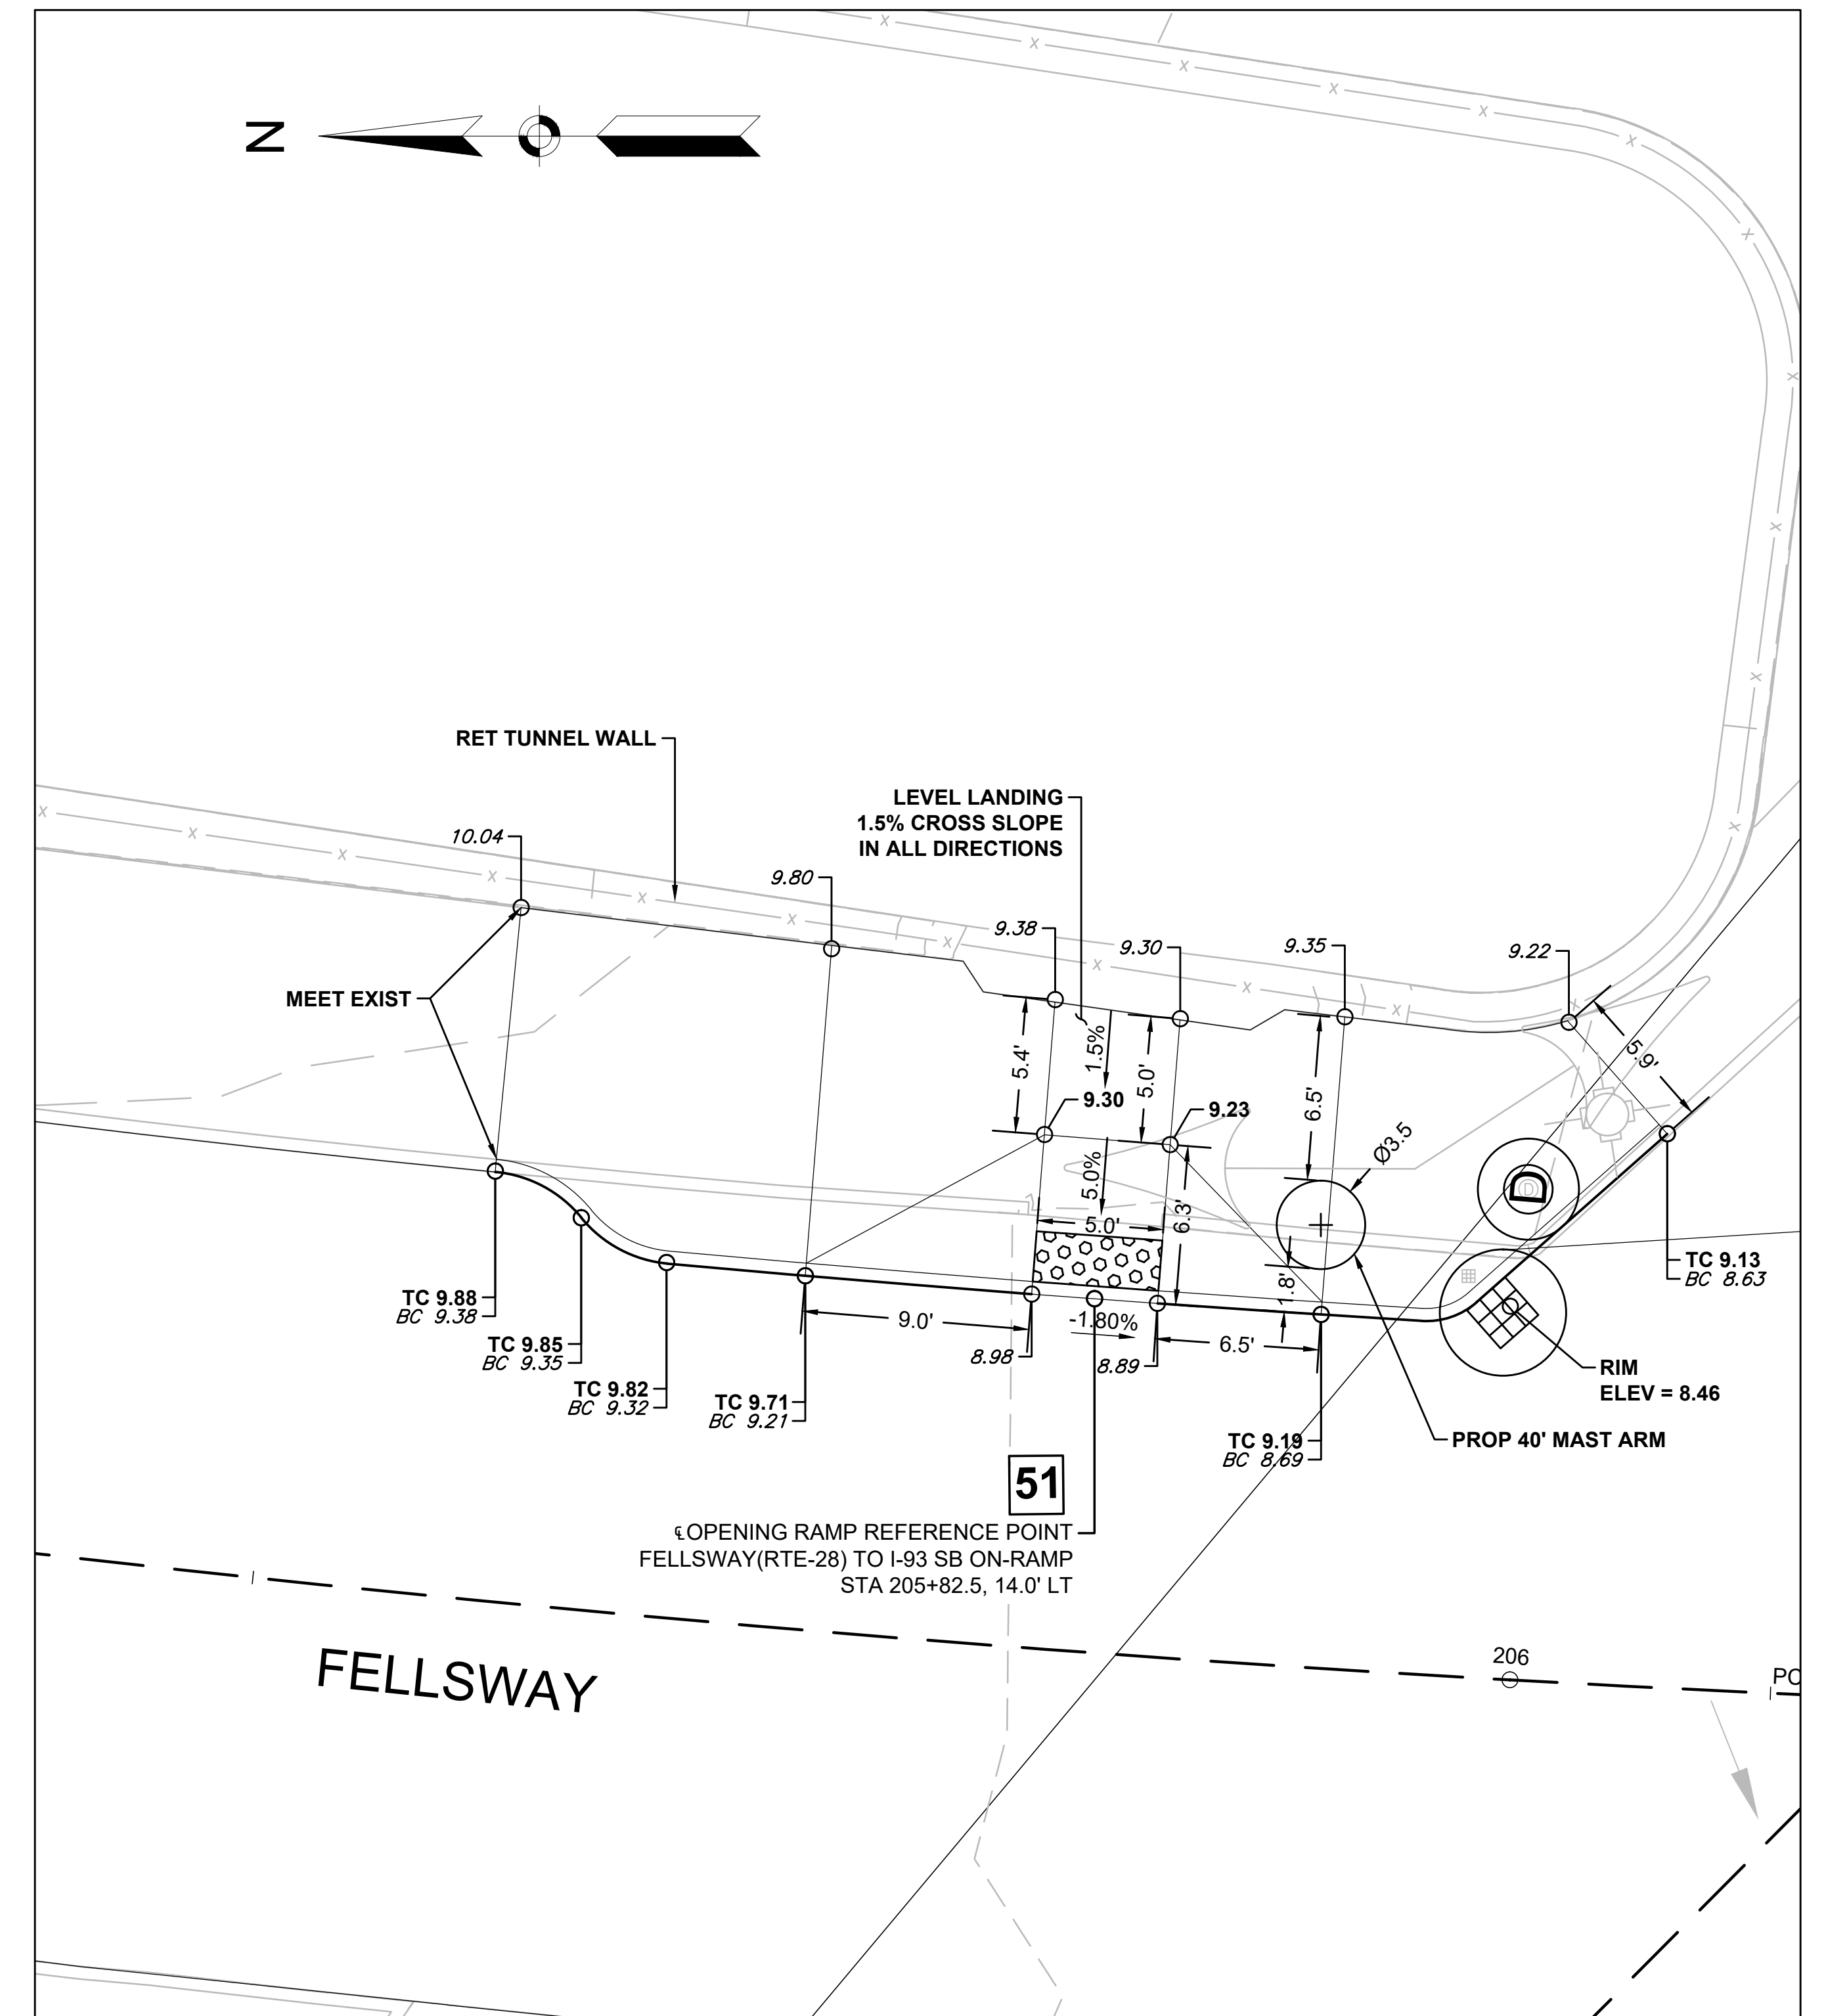 N
RET TUNNEL WALL
LEVEL LANDING
1.5% CROSS SLOPE
IN ALL DIRECTIONS
10.04
9.80
9.38
9.30
9.35
9.22
MEET EXIST
5.4'
1.5%
5.0'
6.5'
5.9'
9.30
9.23
Ø3.5
5.0%
5.0'
6.3'
D
D
1.8'
TC 9.13
BC 8.63
TC 9.88
BC 9.38
TC 9.85
BC 9.35
TC 9.82
BC 9.32
TC 9.71
BC 9.21
9.0'
-1.80%
6.5'
8.98
8.89
RIM
ELEV = 8.46
TC 9.19
BC 8.69
PROP 40' MAST ARM
51
℄OPENING RAMP REFERENCE POINT
FELLSWAY(RTE-28) TO I-93 SB ON-RAMP
STA 205+82.5, 14.0' LT
FELLSWAY
206
PC